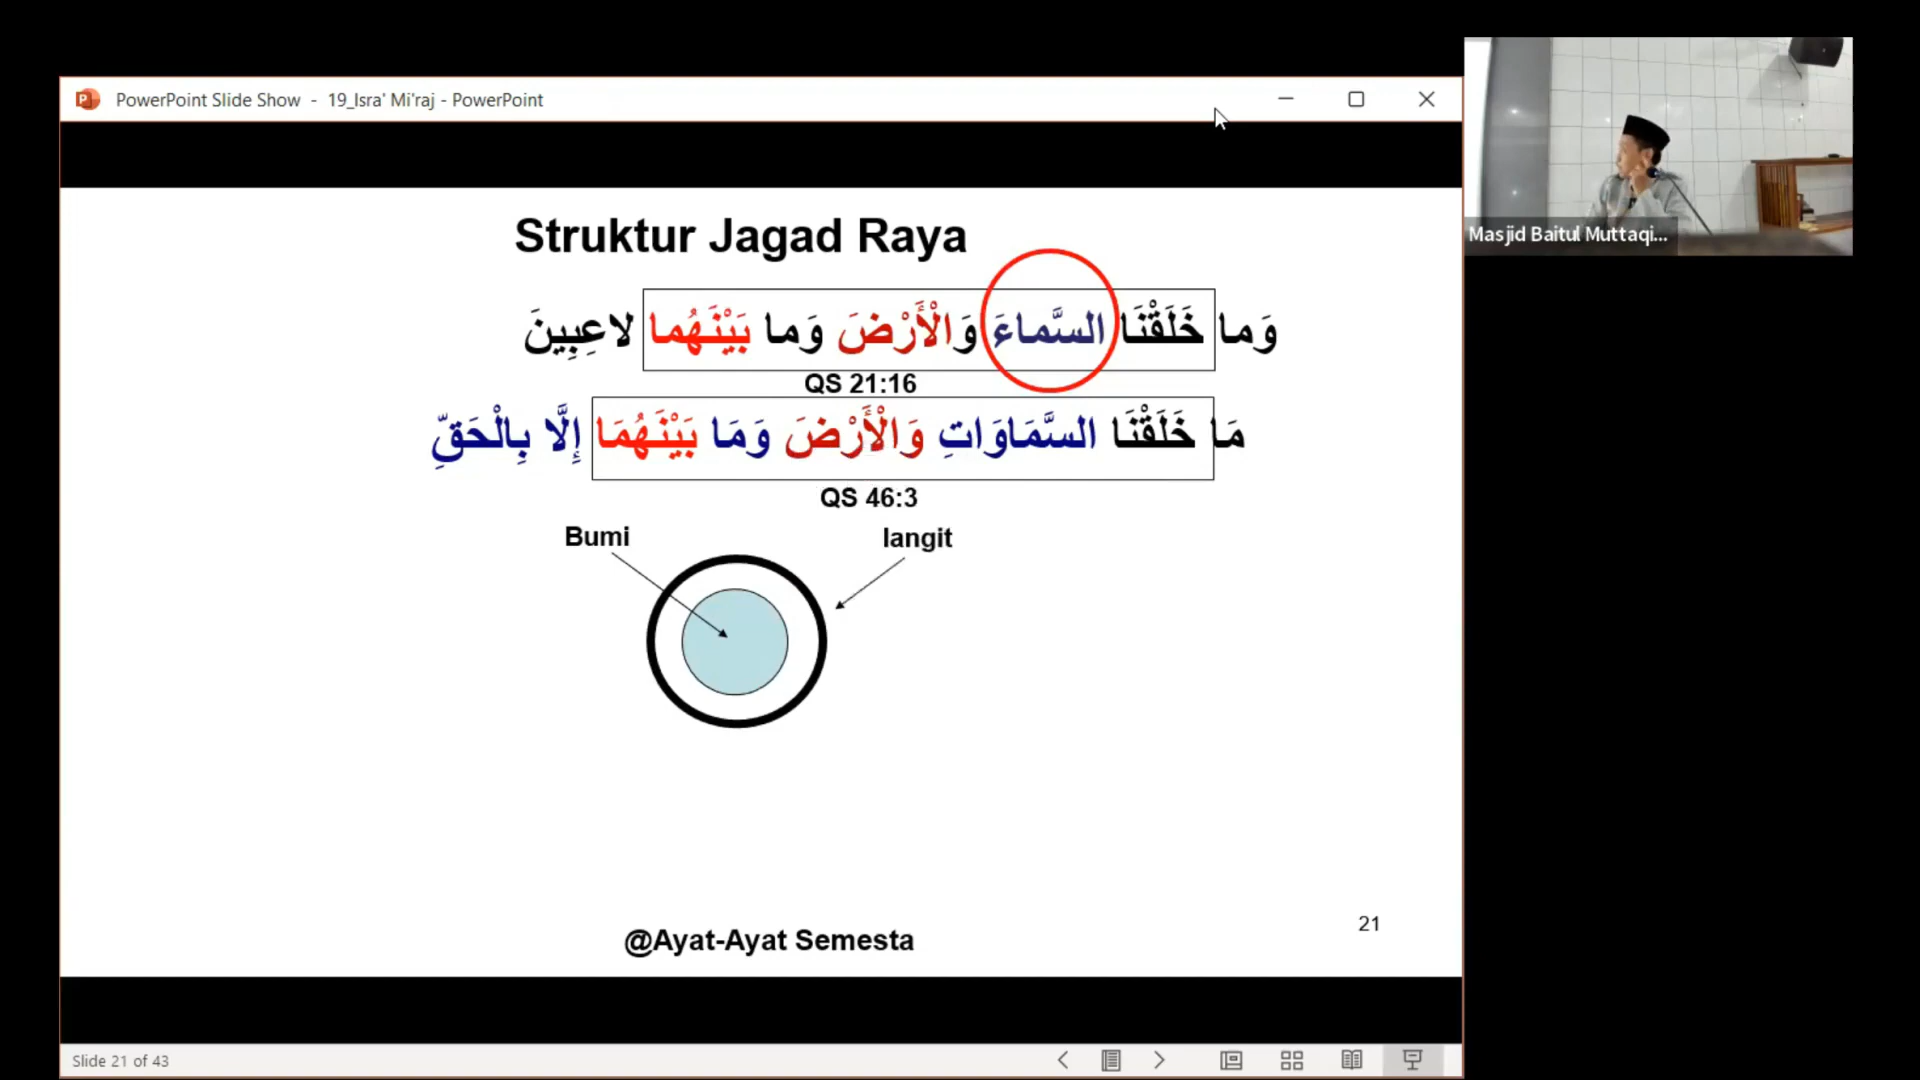 PowerPoint Slide Show - 19_Isra' Mi'raj - PowerPoint
Masjid Baitul Muttaqi...
Struktur Jagad Raya
وَما خَلَقْنَا السَّماءَ وَالْأَرْضَ وَما بَيْنَهُما لاعِبِينَ
QS 21:16
مَا خَلَقْنَا السَّمَاوَاتِ وَالْأَرْضَ وَمَا بَيْنَهُمَا إِلَّا بِالْحَقِّ
QS 46:3
Bumi
langit
21
@Ayat-Ayat Semesta
Slide 21 of 43